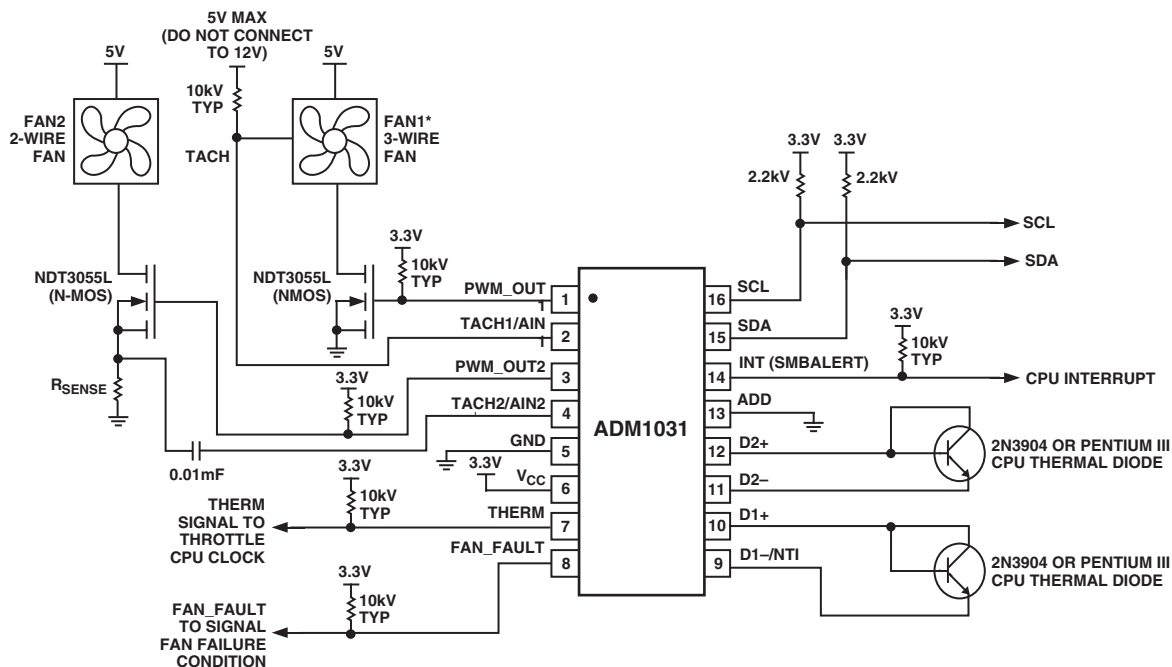 5V MAX
(DO NOT CONNECT
TO 12V)
5V
5V
10kV
TYP
FAN2
2-WIRE
FAN
FAN1*
3-WIRE
FAN
TACH
3.3V
3.3V
2.2kV
2.2kV
SCL
SDA
NDT3055L
(N-MOS)
NDT3055L
(NMOS)
3.3V
10kV
TYP
PWM_OUT
1
1
TACH1/AIN
1
2
PWM_OUT2
3
3.3V
10kV
TYP
TACH2/AIN2
4
RSENSE
0.01mF
GND
5
3.3V
VCC
6
3.3V
10kV
TYP
THERM
7
THERM
SIGNAL TO
THROTTLE
CPU CLOCK
FAN_FAULT
8
3.3V
10kV
TYP
FAN_FAULT
TO SIGNAL
FAN FAILURE
CONDITION
ADM1031
16
SCL
15
SDA
3.3V
10kV
TYP
14
INT (SMBALERT)
CPU INTERRUPT
13
ADD
12
D2+
2N3904 OR PENTIUM III
CPU THERMAL DIODE
11
D2–
10
D1+
9
D1–/NTI
2N3904 OR PENTIUM III
CPU THERMAL DIODE